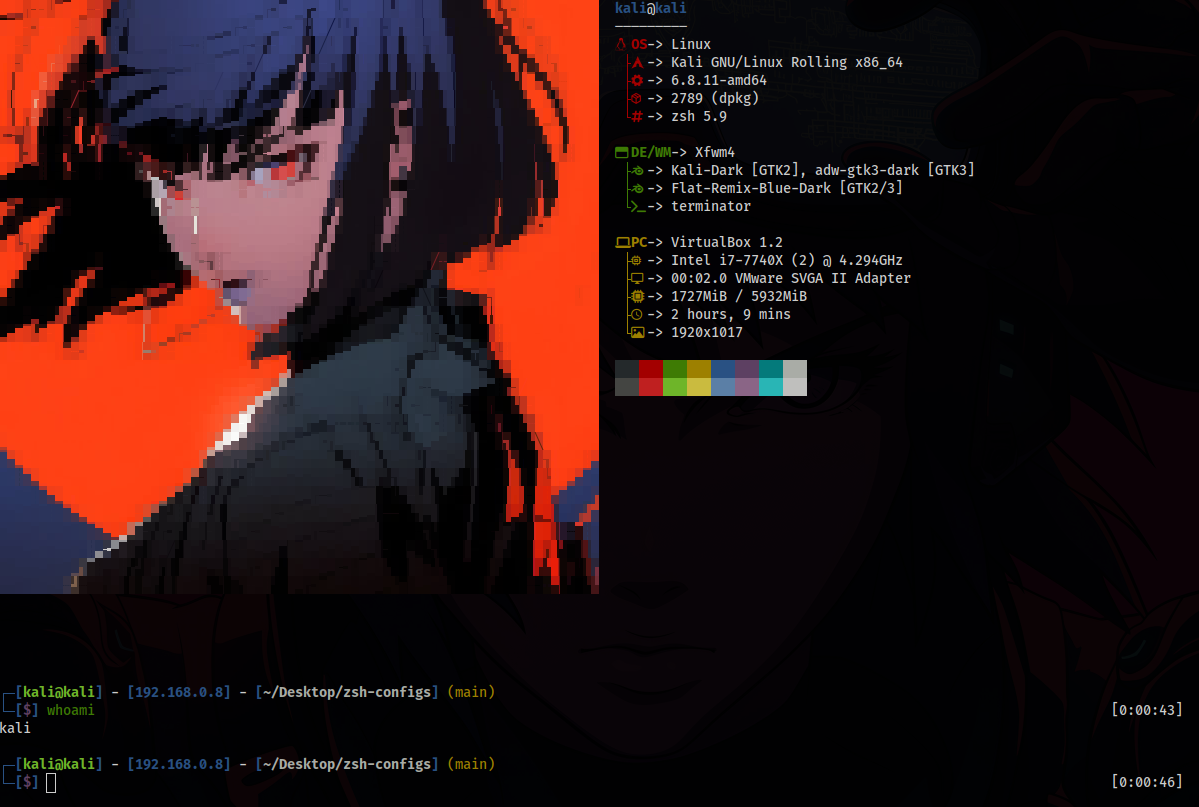 kali@kali
─────────
OS-> Linux
-> Kali GNU/Linux Rolling x86_64
-> 6.8.11-amd64
-> 2789 (dpkg)
-> zsh 5.9
DE/WM-> Xfwm4
-> Kali-Dark [GTK2], adw-gtk3-dark [GTK3]
-> Flat-Remix-Blue-Dark [GTK2/3]
-> terminator
PC-> VirtualBox 1.2
-> Intel i7-7740X (2) @ 4.294GHz
-> 00:02.0 VMware SVGA II Adapter
-> 1727MiB / 5932MiB
-> 2 hours, 9 mins
-> 1920x1017
┌─[kali@kali] - [192.168.0.8] - [~/Desktop/zsh-configs] (main)
└─[$] whoami [0:00:43]
kali
┌─[kali@kali] - [192.168.0.8] - [~/Desktop/zsh-configs] (main)
└─[$] [0:00:46]